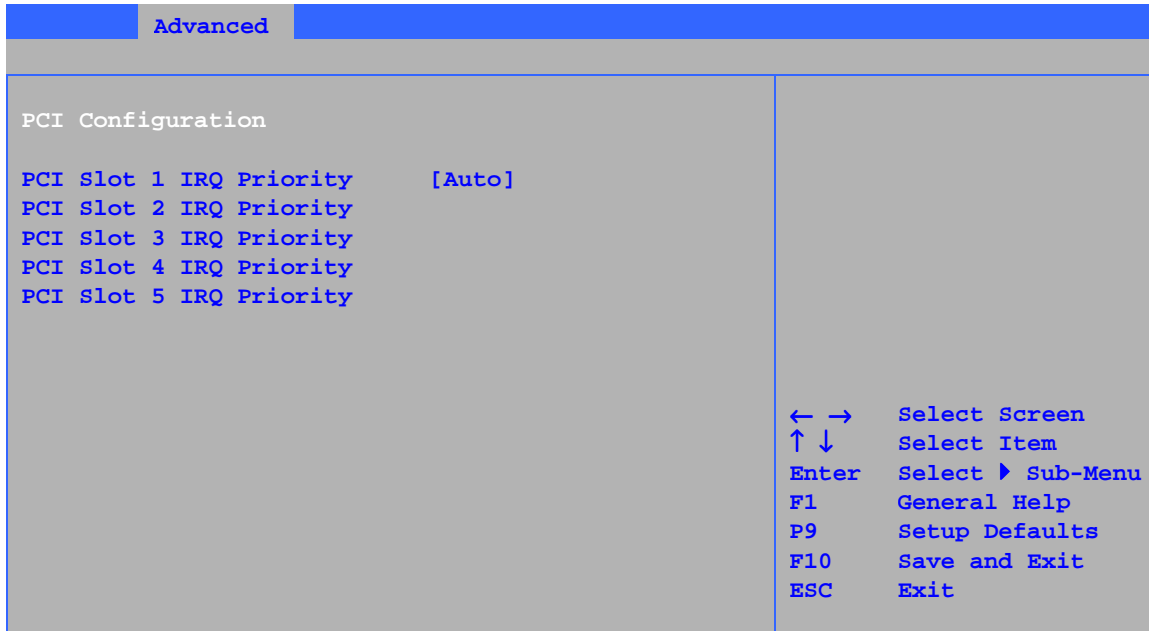 Advanced
PCI Configuration
PCI Slot 1 IRQ Priority [Auto]
PCI Slot 2 IRQ Priority
PCI Slot 3 IRQ Priority
PCI Slot 4 IRQ Priority
PCI Slot 5 IRQ Priority
← → Select Screen
↑ ↓ Select Item
Enter Select ▶ Sub-Menu
F1 General Help
P9 Setup Defaults
F10 Save and Exit
ESC Exit